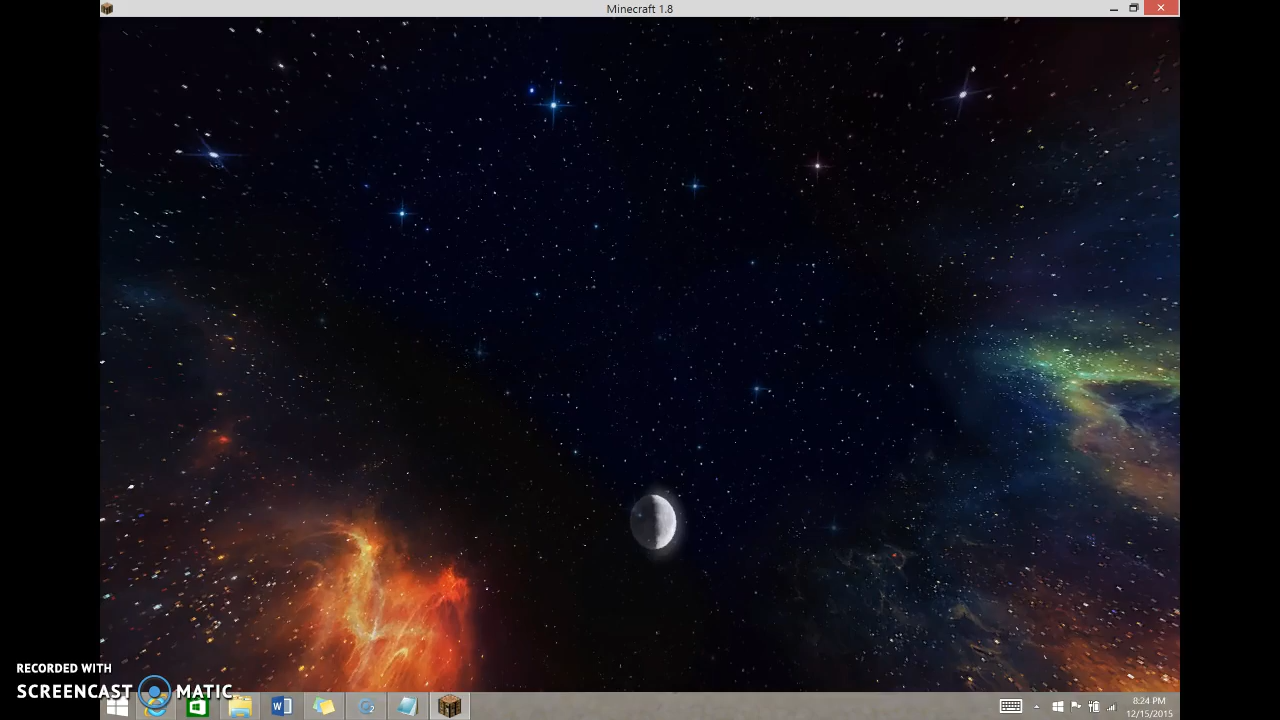 Minecraft 1.8
RECORDED WITH
SCREENCAST MATIC
W
8:24 PM
12/15/2015